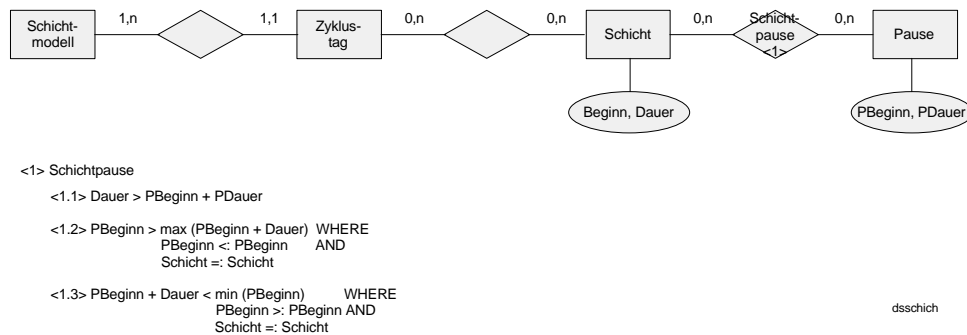 Schicht-
modell
1,n
1,1
Zyklus-
tag
0,n
0,n
Schicht
0,n
Schicht-
pause
<1>
0,n
Pause
Beginn, Dauer
PBeginn, PDauer
<1> Schichtpause
<1.1> Dauer > PBeginn + PDauer
<1.2> PBeginn > max (PBeginn + Dauer) WHERE
PBeginn <: PBeginn AND
Schicht =: Schicht
<1.3> PBeginn + Dauer < min (PBeginn) WHERE
PBeginn >: PBeginn AND
Schicht =: Schicht
dsschich